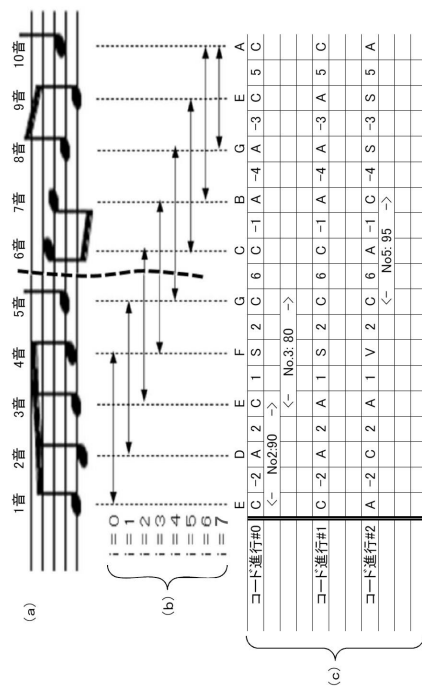 (a)
1音 2音 3音 4音 5音 6音 7音 8音 9音 10音
(b)
i=0
i=1
i=2
i=3
i=4
i=5
i=6
i=7
E D E F G C B G E A
(c)
コード進行#0 C -2 A 2 C 1 S 2 C 6 C -1 A -4 A -3 C 5 C
<- No2:90 ->
<- No.3: 80 ->
コード進行#1 C -2 A 2 A 1 S 2 C 6 C -1 A -4 A -3 A 5 C
コード進行#2 A -2 C 2 A 1 V 2 C 6 A -1 C -4 S -3 S 5 A
<- No5: 95 ->